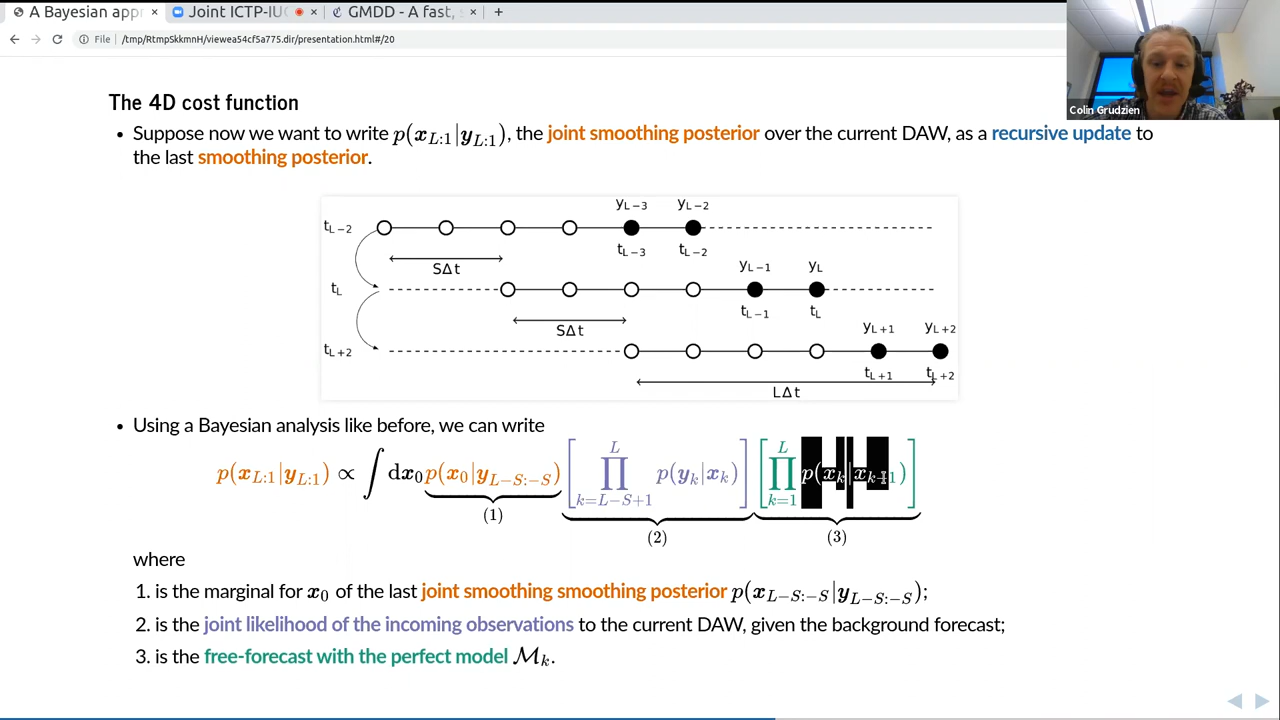 A Bayesian appr × Joint ICTP-IUG × GMDD - A fast, s × +
File | /tmp/RtmpSkkmnH/viewea54cf5a775.dir/presentation.html#/20
Colin Grudzien
The 4D cost function
• Suppose now we want to write p(x_{L:1}|y_{L:1}), the joint smoothing posterior over the current DAW, as a recursive update to
the last smoothing posterior.
y_{L−3} y_{L−2}
t_{L−2}
t_{L−3} t_{L−2}
SΔt
y_{L−1} y_L
t_L
t_{L−1} t_L
SΔt
y_{L+1} y_{L+2}
t_{L+2}
t_{L+1} t_{L+2}
LΔt
• Using a Bayesian analysis like before, we can write
p(x_{L:1}|y_{L:1}) ∝ ∫ dx_0 p(x_0|y_{L−S:−S}) [∏_{k=L−S+1}^{L} p(y_k|x_k)] [∏_{k=1}^{L} p(x_k|x_{k−1})]
(1) (2) (3)
where
1. is the marginal for x_0 of the last joint smoothing smoothing posterior p(x_{L−S:−S}|y_{L−S:−S});
2. is the joint likelihood of the incoming observations to the current DAW, given the background forecast;
3. is the free-forecast with the perfect model M_k.